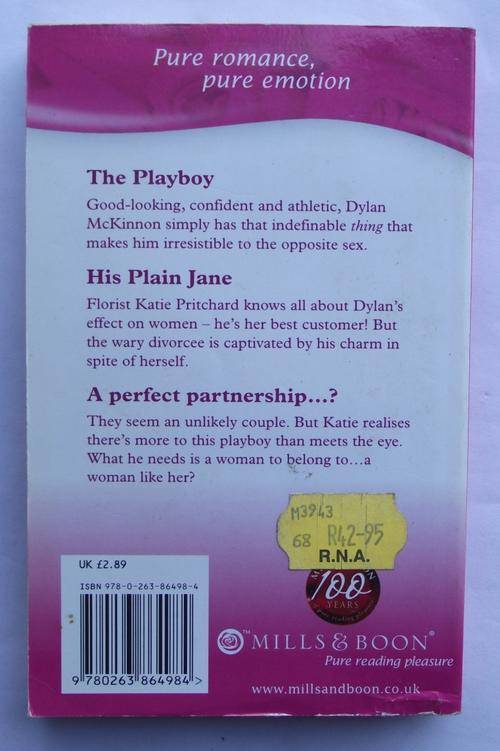 Pure romance,
pure emotion
The Playboy
Good-looking, confident and athletic, Dylan
McKinnon simply has that indefinable thing that
makes him irresistible to the opposite sex.
His Plain Jane
Florist Katie Pritchard knows all about Dylan's
effect on women – he's her best customer! But
the wary divorcee is captivated by his charm in
spite of herself.
A perfect partnership...?
They seem an unlikely couple. But Katie realises
there's more to this playboy than meets the eye.
What he needs is a woman to belong to...a
woman like her?
M3943
68 R42-95
R.N.A.
100
YEARS
UK £2.89
ISBN 978-0-263-86498-4
9 780263 864984 >
MILLS & BOON®
Pure reading pleasure
www.millsandboon.co.uk